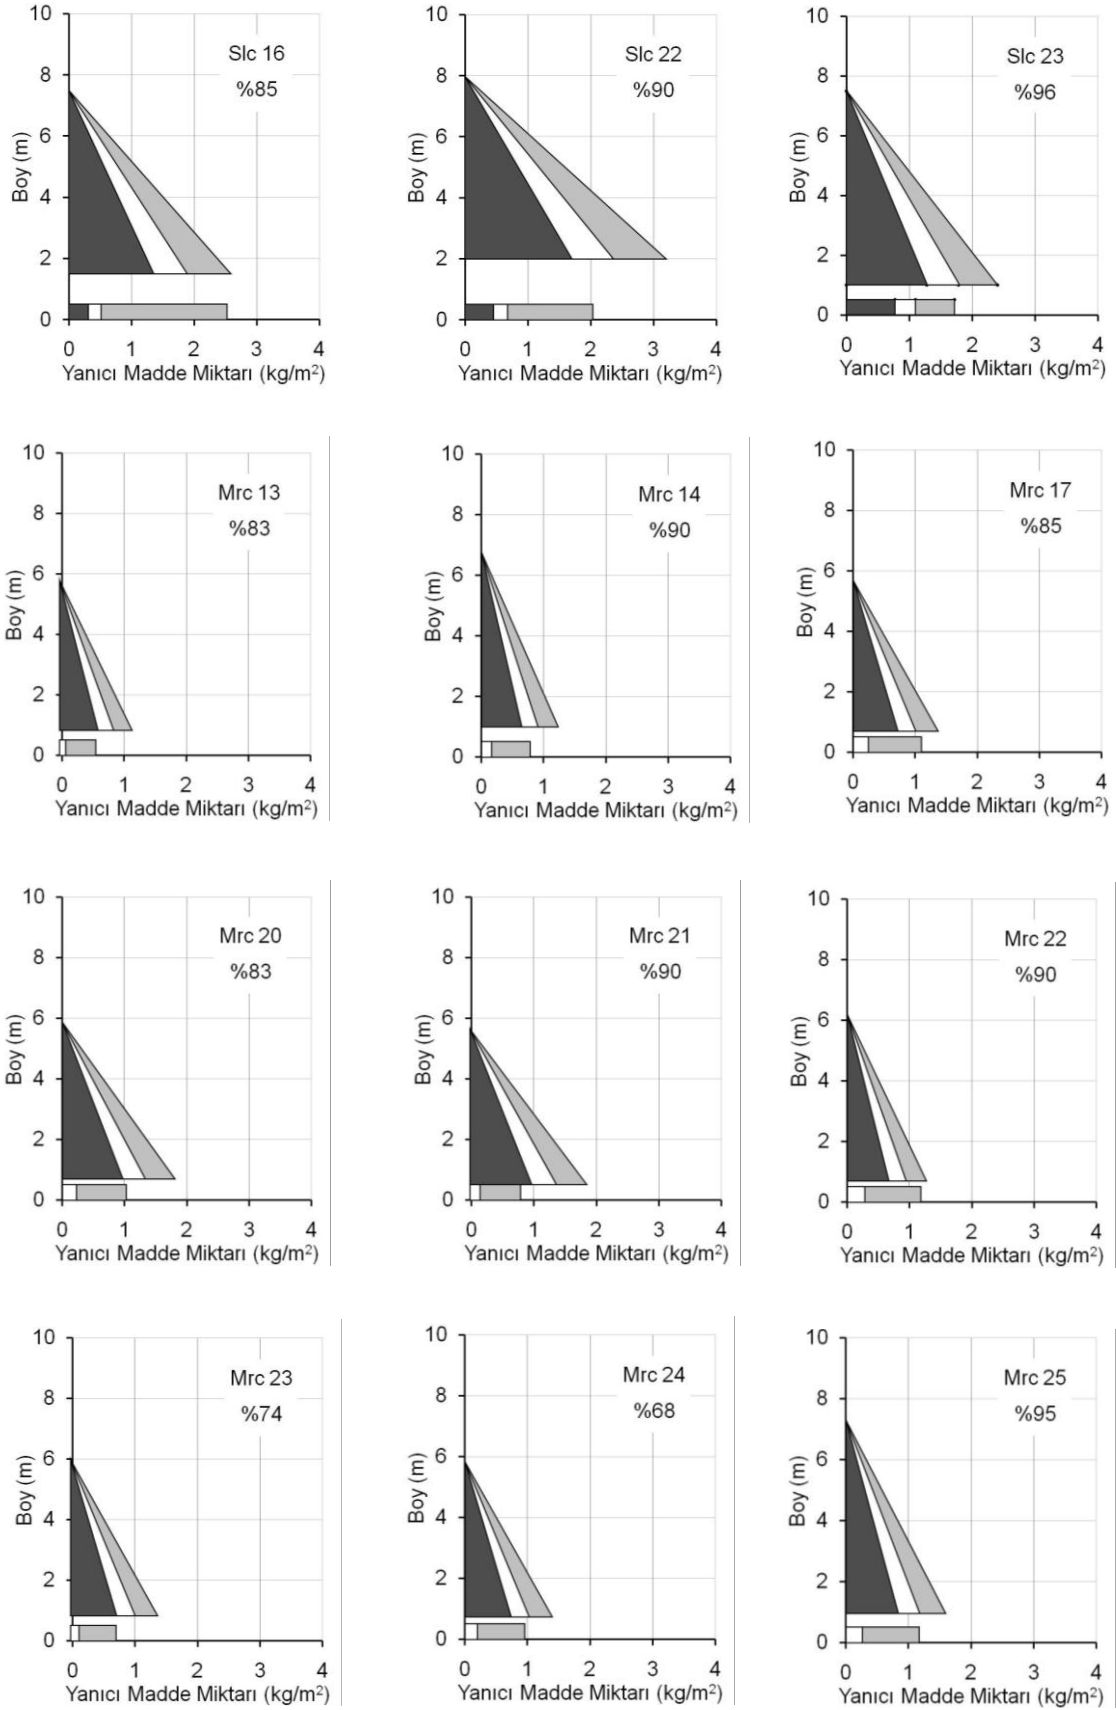 10
8
6
4
2
0
Boy (m)
Slc 16
%85
0 1 2 3 4
Yanıcı Madde Miktarı (kg/m²)
10
8
6
4
2
0
Boy (m)
Slc 22
%90
0 1 2 3 4
Yanıcı Madde Miktarı (kg/m²)
10
8
6
4
2
0
Boy (m)
Slc 23
%96
0 1 2 3 4
Yanıcı Madde Miktarı (kg/m²)
10
8
6
4
2
0
Boy (m)
Mrc 13
%83
0 1 2 3 4
Yanıcı Madde Miktarı (kg/m²)
10
8
6
4
2
0
Boy (m)
Mrc 14
%90
0 1 2 3 4
Yanıcı Madde Miktarı (kg/m²)
10
8
6
4
2
0
Boy (m)
Mrc 17
%85
0 1 2 3 4
Yanıcı Madde Miktarı (kg/m²)
10
8
6
4
2
0
Boy (m)
Mrc 20
%83
0 1 2 3 4
Yanıcı Madde Miktarı (kg/m²)
10
8
6
4
2
0
Boy (m)
Mrc 21
%90
0 1 2 3 4
Yanıcı Madde Miktarı (kg/m²)
10
8
6
4
2
0
Boy (m)
Mrc 22
%90
0 1 2 3 4
Yanıcı Madde Miktarı (kg/m²)
10
8
6
4
2
0
Boy (m)
Mrc 23
%74
0 1 2 3 4
Yanıcı Madde Miktarı (kg/m²)
10
8
6
4
2
0
Boy (m)
Mrc 24
%68
0 1 2 3 4
Yanıcı Madde Miktarı (kg/m²)
10
8
6
4
2
0
Boy (m)
Mrc 25
%95
0 1 2 3 4
Yanıcı Madde Miktarı (kg/m²)